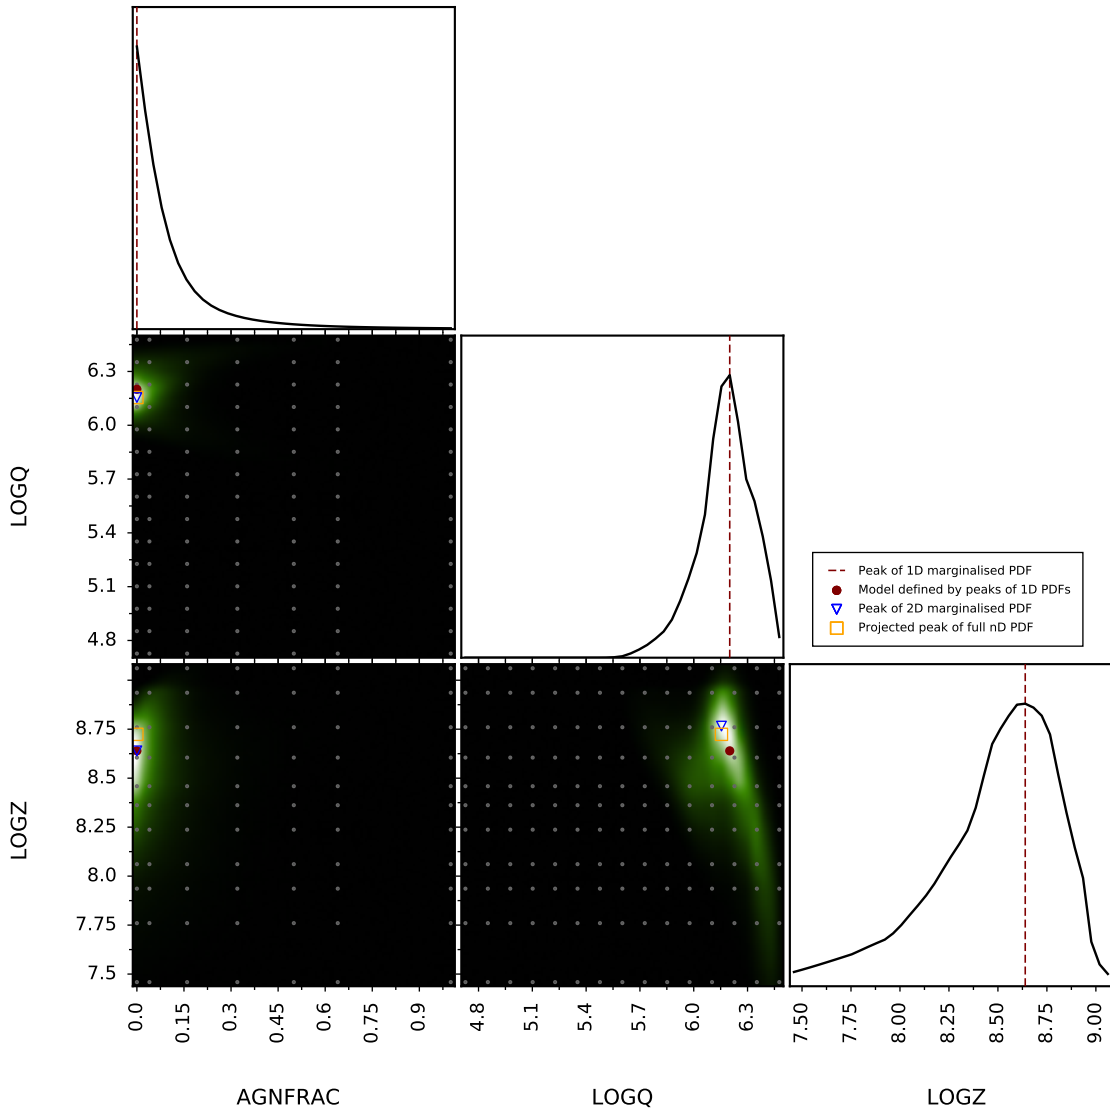 6.3
6.0
5.7
5.4
5.1
4.8
LOGQ
Peak of 1D marginalised PDF
Model defined by peaks of 1D PDFs
Peak of 2D marginalised PDF
Projected peak of full nD PDF
8.75
8.5
8.25
8.0
7.75
7.5
LOGZ
0.0 0.15 0.3 0.45 0.6 0.75 0.9
4.8 5.1 5.4 5.7 6.0 6.3
7.50 7.75 8.00 8.25 8.50 8.75 9.00
AGNFRAC
LOGQ
LOGZ